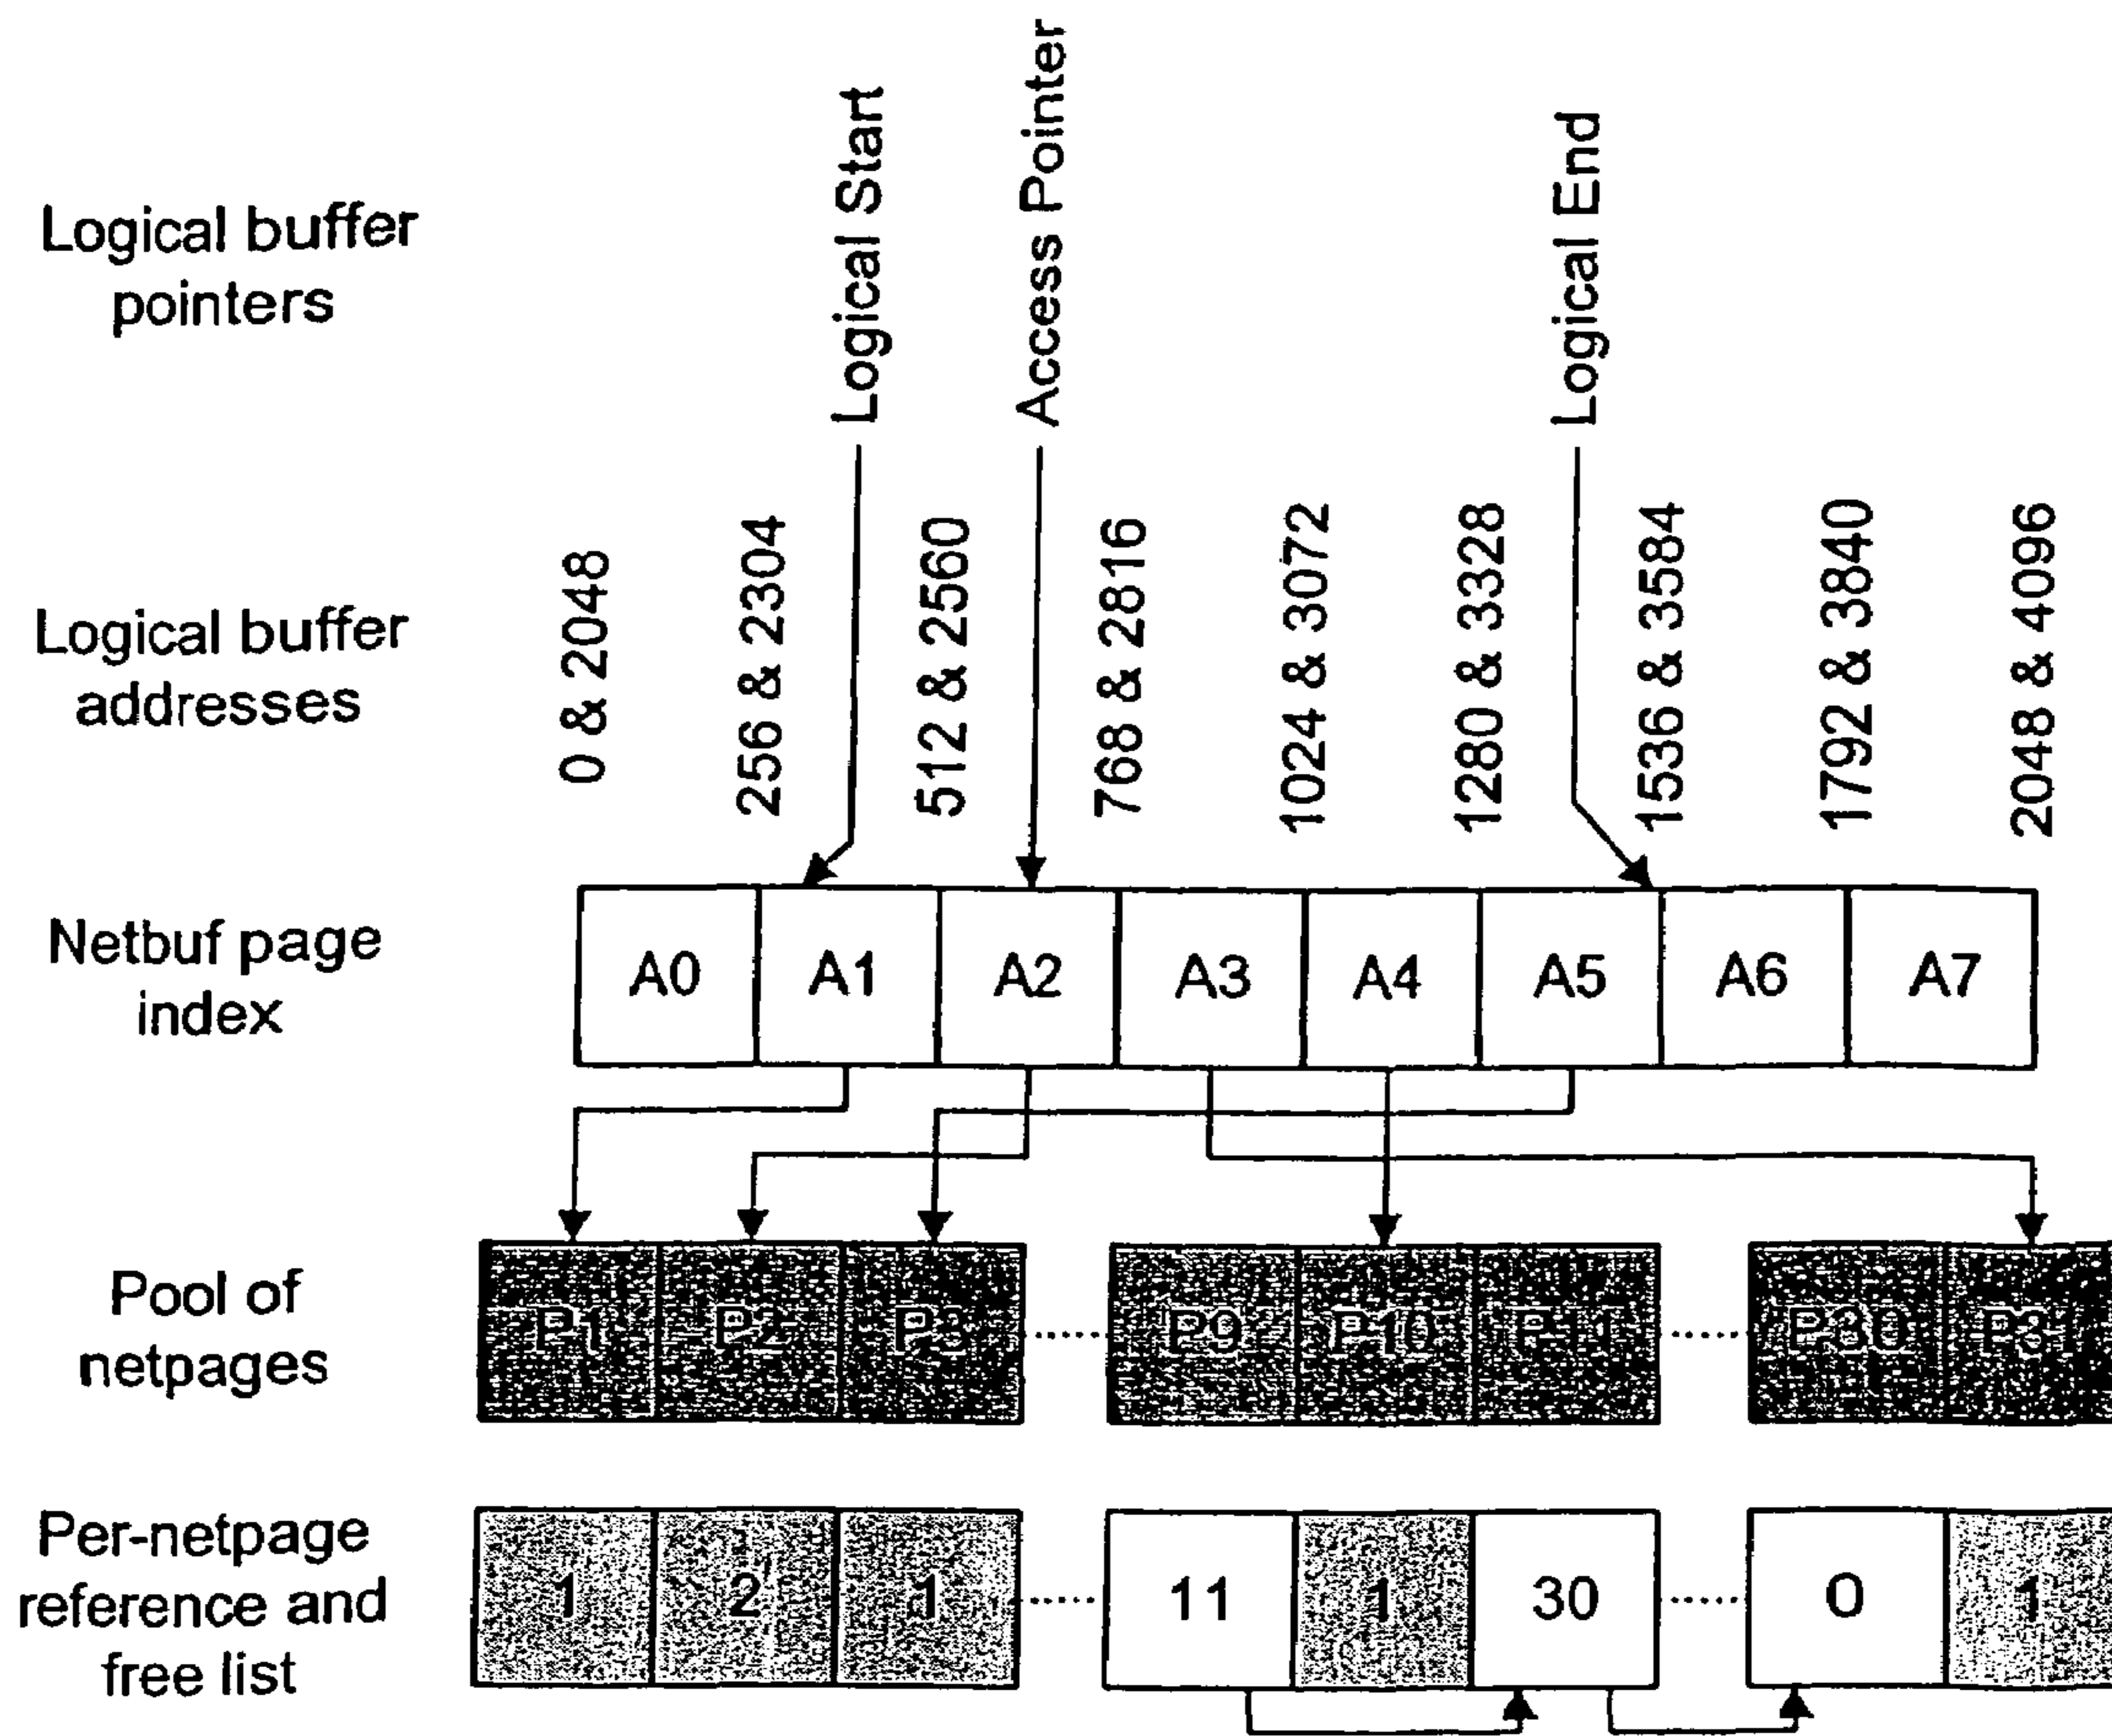 Logical buffer
pointers
Logical Start
Access Pointer
Logical End
Logical buffer
addresses
0 & 2048
256 & 2304
512 & 2560
768 & 2816
1024 & 3072
1280 & 3328
1536 & 3584
1792 & 3840
2048 & 4096
Netbuf page
index
A0 A1 A2 A3 A4 A5 A6 A7
Pool of
netpages
P1 P2 P3 P9 P10 P11 P30 P31
Per-netpage
reference and
free list
1 2 1 11 1 30 0 1